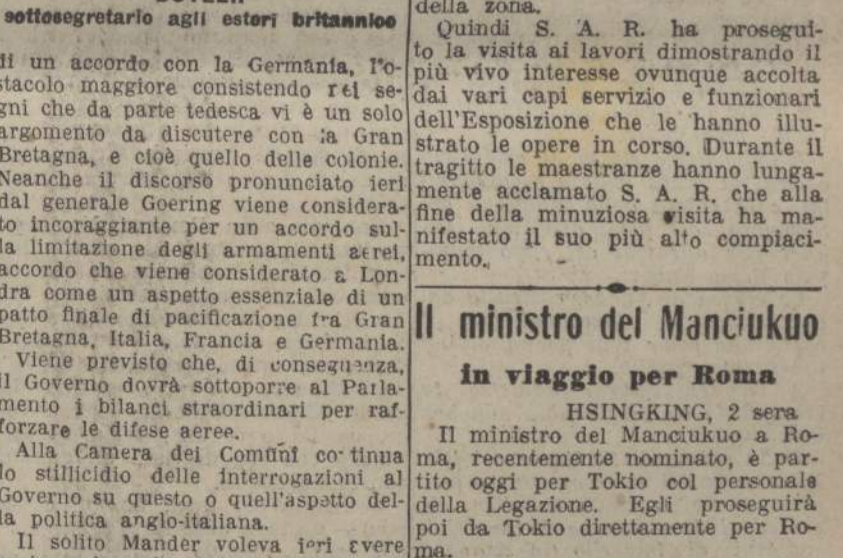 sottosegretario agli esteri britannico
di un accordo con la Germania, l'o-
stacolo maggiore consistendo nei se-
gni che da parte tedesca vi è un solo
argomento da discutere con la Gran
Bretagna, e cioè quello delle colonie.
Neanche il discorso pronunciato ieri
dal generale Goering viene considera-
to incoraggiante per un accordo sul-
la limitazione degli armamenti aerei,
accordo che viene considerato a Lon-
dra come un aspetto essenziale di un
patto finale di pacificazione fra Gran
Bretagna, Italia, Francia e Germania.
Viene previsto che, di conseguenza,
il Governo dovrà sottoporre al Parla-
mento i bilanci straordinari per raf-
forzare le difese aeree.
Alla Camera dei Comuni continua
lo stillicidio delle interrogazioni al
Governo su questo o quell'aspetto del-
la politica anglo-italiana.
Il solito Mander voleva ieri avere
della zona.
Quindi S. A. R. ha prosegui-
to la visita ai lavori dimostrando il
più vivo interesse ovunque accolta
dai vari capi servizio e funzionari
dell'Esposizione che le hanno illu-
strato le opere in corso. Durante il
tragitto le maestranze hanno lunga-
mente acclamato S. A. R. che alla
fine della minuziosa visita ha ma-
nifestato il suo più alto compiaci-
mento.
Il ministro del Manciukuo
in viaggio per Roma
HSINGKING, 2 sera
Il ministro del Manciukuo a Ro-
ma, recentemente nominato, è par-
tito oggi per Tokio col personale
della Legazione. Egli proseguirà
poi da Tokio direttamente per Ro-
ma.